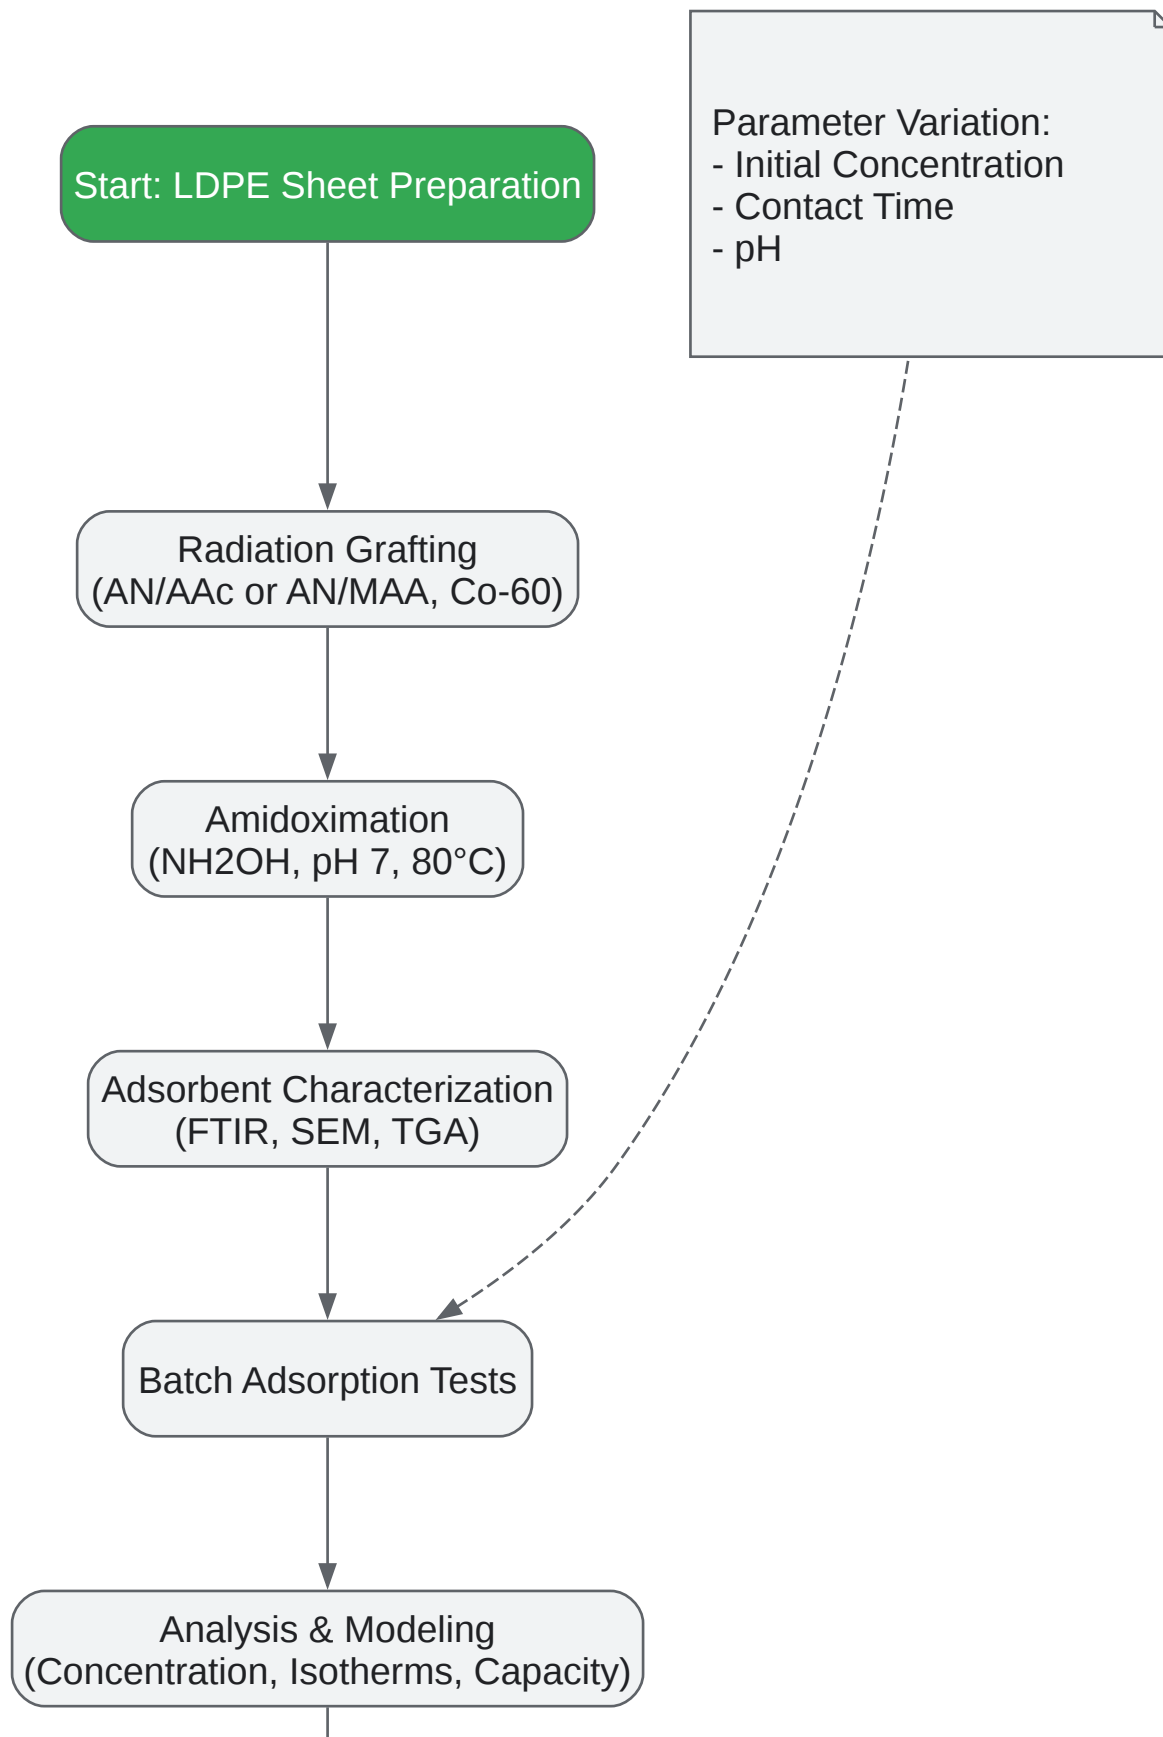 Parameter Variation:
- Initial Concentration
- Contact Time
- pH
Start: LDPE Sheet Preparation
Radiation Grafting
(AN/AAc or AN/MAA, Co-60)
Amidoximation
(NH2OH, pH 7, 80°C)
Adsorbent Characterization
(FTIR, SEM, TGA)
Batch Adsorption Tests
Analysis & Modeling
(Concentration, Isotherms, Capacity)